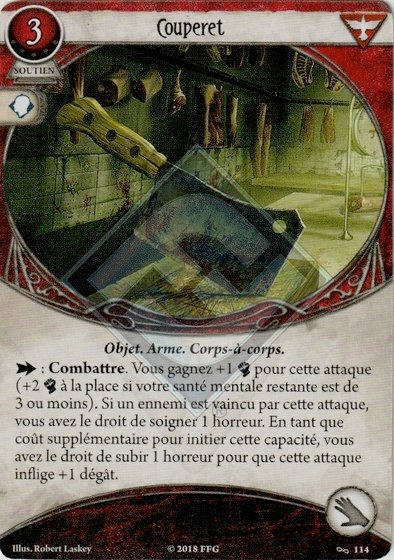 3
Couperet
SOUTIEN
Objet. Arme. Corps-à-corps.
: Combattre. Vous gagnez +1 pour cette attaque
(+2 à la place si votre santé mentale restante est de
3 ou moins). Si un ennemi est vaincu par cette attaque,
vous avez le droit de soigner 1 horreur. En tant que
coût supplémentaire pour initier cette capacité, vous
avez le droit de subir 1 horreur pour que cette attaque
inflige +1 dégât.
Illus. Robert Laskey
© 2018 FFG
114